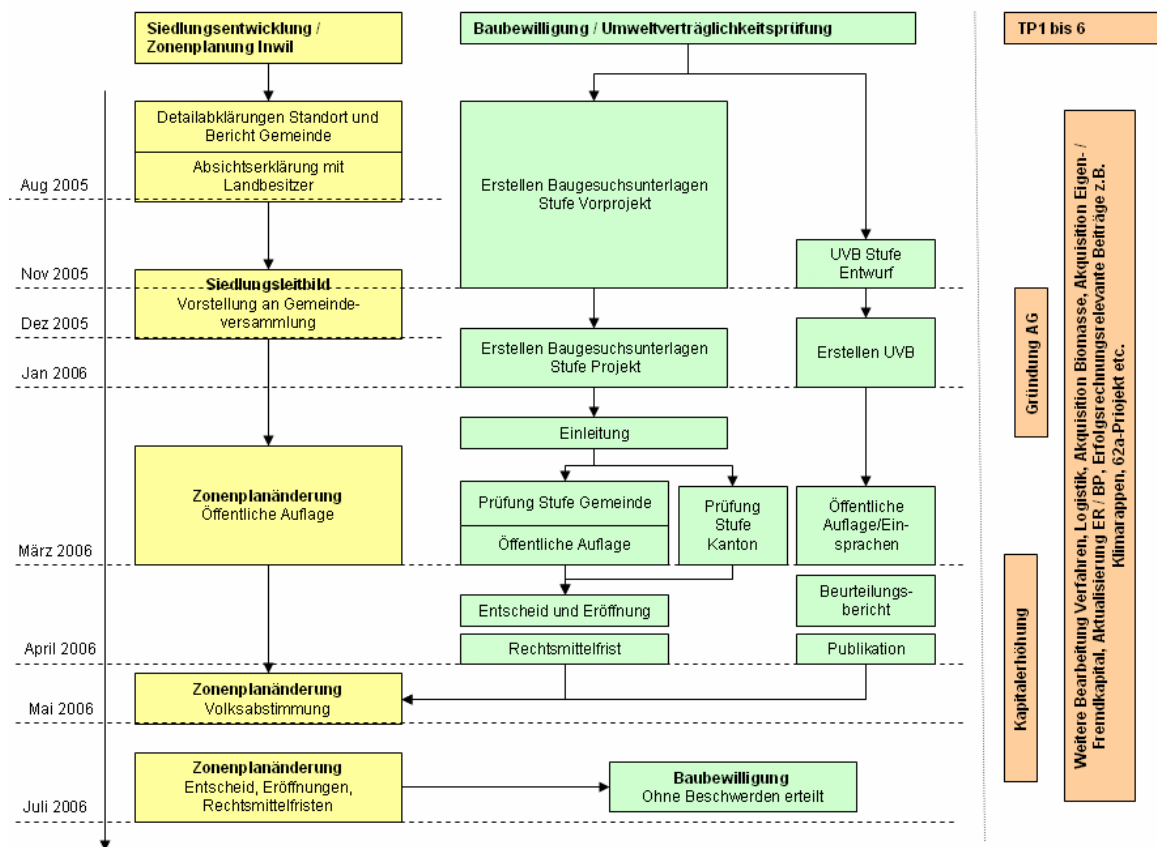 Siedlungsentwicklung /
Zonenplanung Inwil
Baubewilligung / Umweltverträglichkeitsprüfung
TP1 bis 6
Detailabklärungen Standort und
Bericht Gemeinde
Absichtserklärung mit
Landbesitzer
Aug 2005
Erstellen Baugesuchsunterlagen
Stufe Vorprojekt
UVB Stufe
Entwurf
Nov 2005
Siedlungsleitbild
Vorstellung an Gemeinde-
versammlung
Dez 2005
Erstellen Baugesuchsunterlagen
Stufe Projekt
Erstellen UVB
Jan 2006
Einleitung
Zonenplanänderung
Öffentliche Auflage
Prüfung Stufe Gemeinde
Öffentliche Auflage
Prüfung
Stufe
Kanton
Öffentliche
Auflage/Ein-
sprachen
März 2006
Entscheid und Eröffnung
Beurteilungs-
bericht
Rechtsmittelfrist
Publikation
April 2006
Zonenplanänderung
Volksabstimmung
Mai 2006
Zonenplanänderung
Entscheid, Eröffnungen,
Rechtsmittelfristen
Baubewilligung
Ohne Beschwerden erteilt
Juli 2006
Gründung AG
Kapitalerhöhung
Weitere Bearbeitung Verfahren, Logistik, Akquisition Biomasse, Akquisition Eigen- /
Fremdkapital, Aktualisierung ER / BP, Erfolgsrechnungsrelevante Beiträge z.B.
Klimarappen, 62a-Priojekt etc.